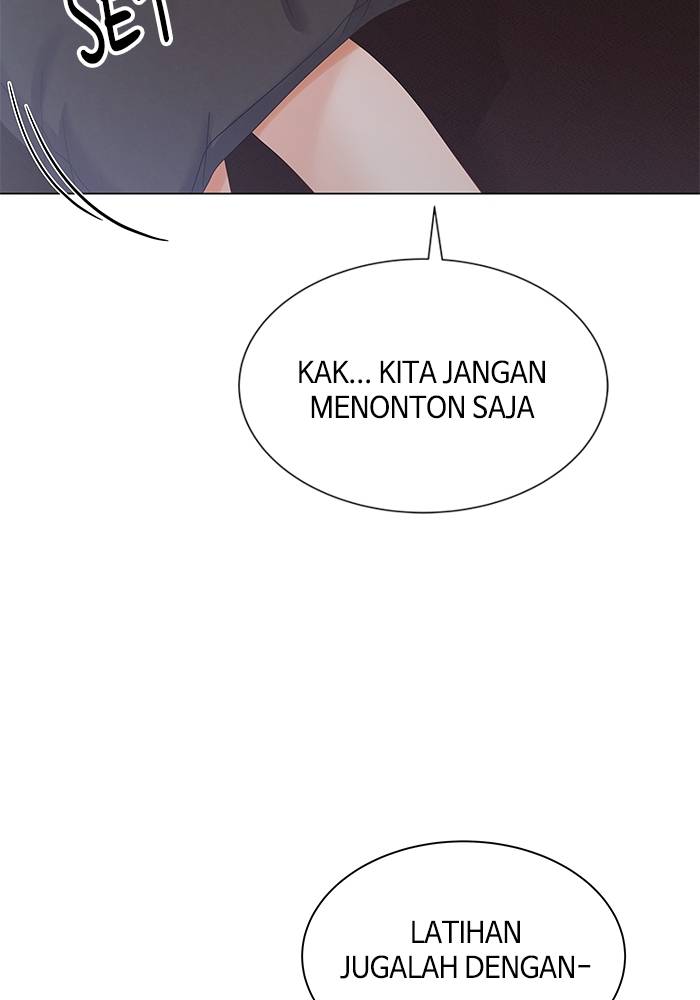 SET
KAK... KITA JANGAN
MENONTON SAJA
LATIHAN
JUGALAH DENGAN-